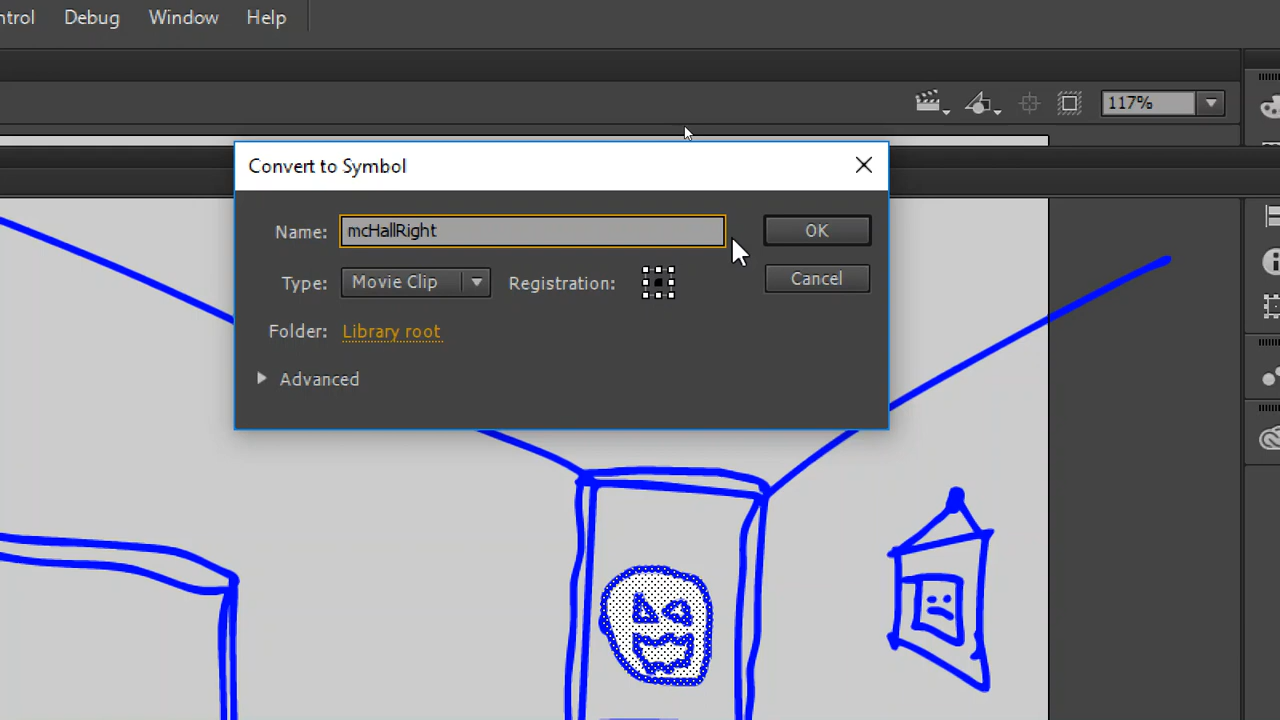 ntrol Debug Window Help
117%
Convert to Symbol
Name: mcHallRight OK
Type: Movie Clip Registration: Cancel
Folder: Library root
Advanced